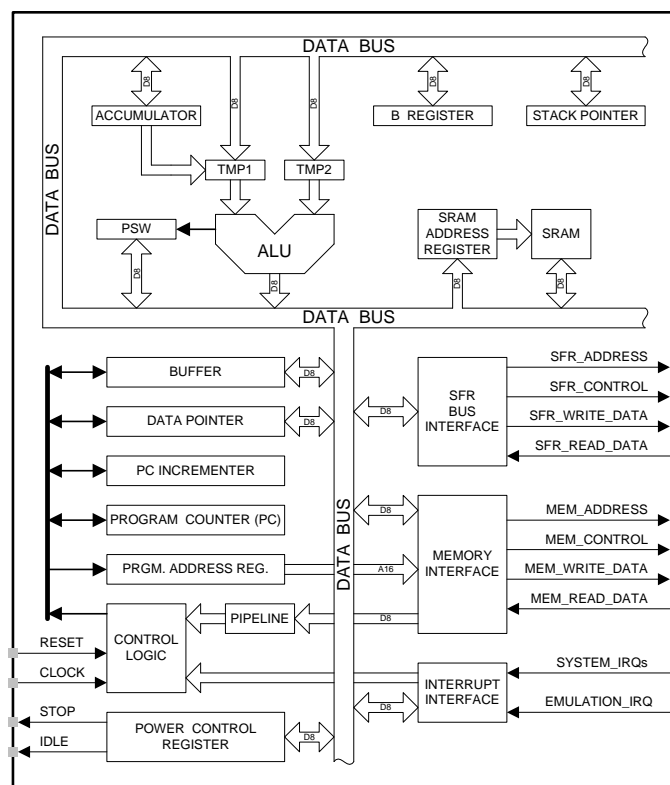 DATA BUS
D8
D8
D8
D8
D8
ACCUMULATOR
B REGISTER
STACK POINTER
DATA BUS
TMP1
TMP2
PSW
ALU
SRAM
ADDRESS
REGISTER
SRAM
D8
D8
D8
D8
DATA BUS
BUFFER
D8
DATA POINTER
D8
PC INCREMENTER
PROGRAM COUNTER (PC)
PRGM. ADDRESS REG.
A16
DATA BUS
D8
SFR
BUS
INTERFACE
SFR_ADDRESS
SFR_CONTROL
SFR_WRITE_DATA
SFR_READ_DATA
D8
MEMORY
INTERFACE
MEM_ADDRESS
MEM_CONTROL
MEM_WRITE_DATA
MEM_READ_DATA
RESET
CLOCK
CONTROL
LOGIC
PIPELINE
D8
INTERRUPT
INTERFACE
SYSTEM_IRQs
EMULATION_IRQ
D8
STOP
IDLE
POWER CONTROL
REGISTER
D8